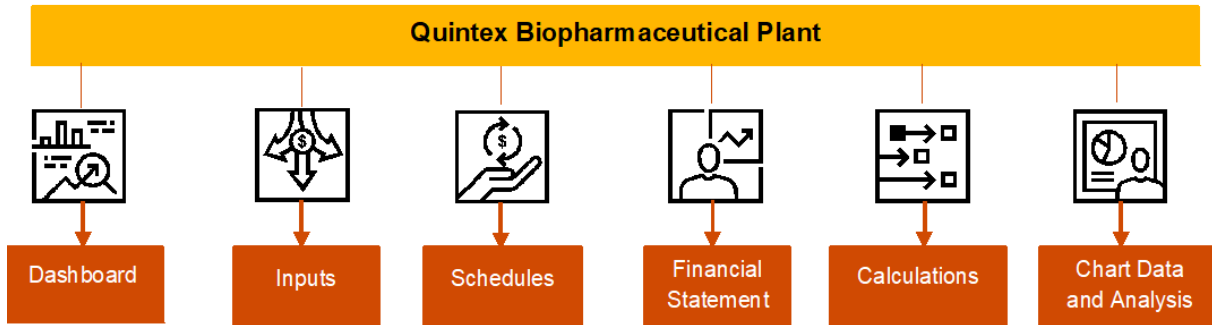 Quintex Biopharmaceutical Plant
$
$
Dashboard
Inputs
Schedules
Financial
Statement
Calculations
Chart Data
and Analysis